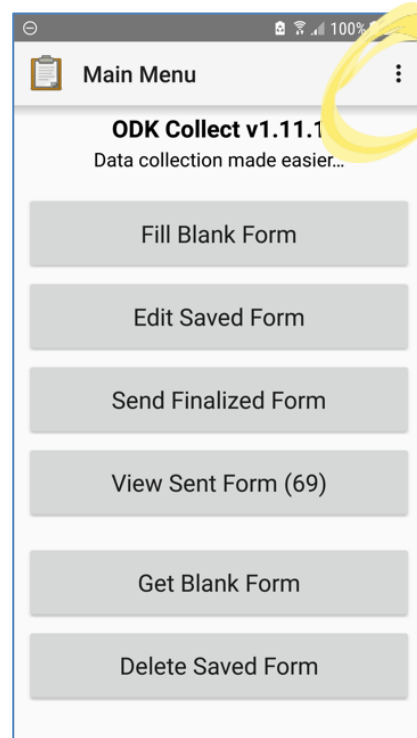 100%
Main Menu
ODK Collect v1.11.1
Data collection made easier...
Fill Blank Form
Edit Saved Form
Send Finalized Form
View Sent Form (69)
Get Blank Form
Delete Saved Form